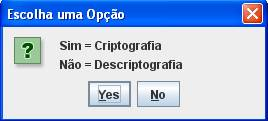 Escolha uma Opção
?
Sim = Criptografia
Não = Descriptografia
Yes No